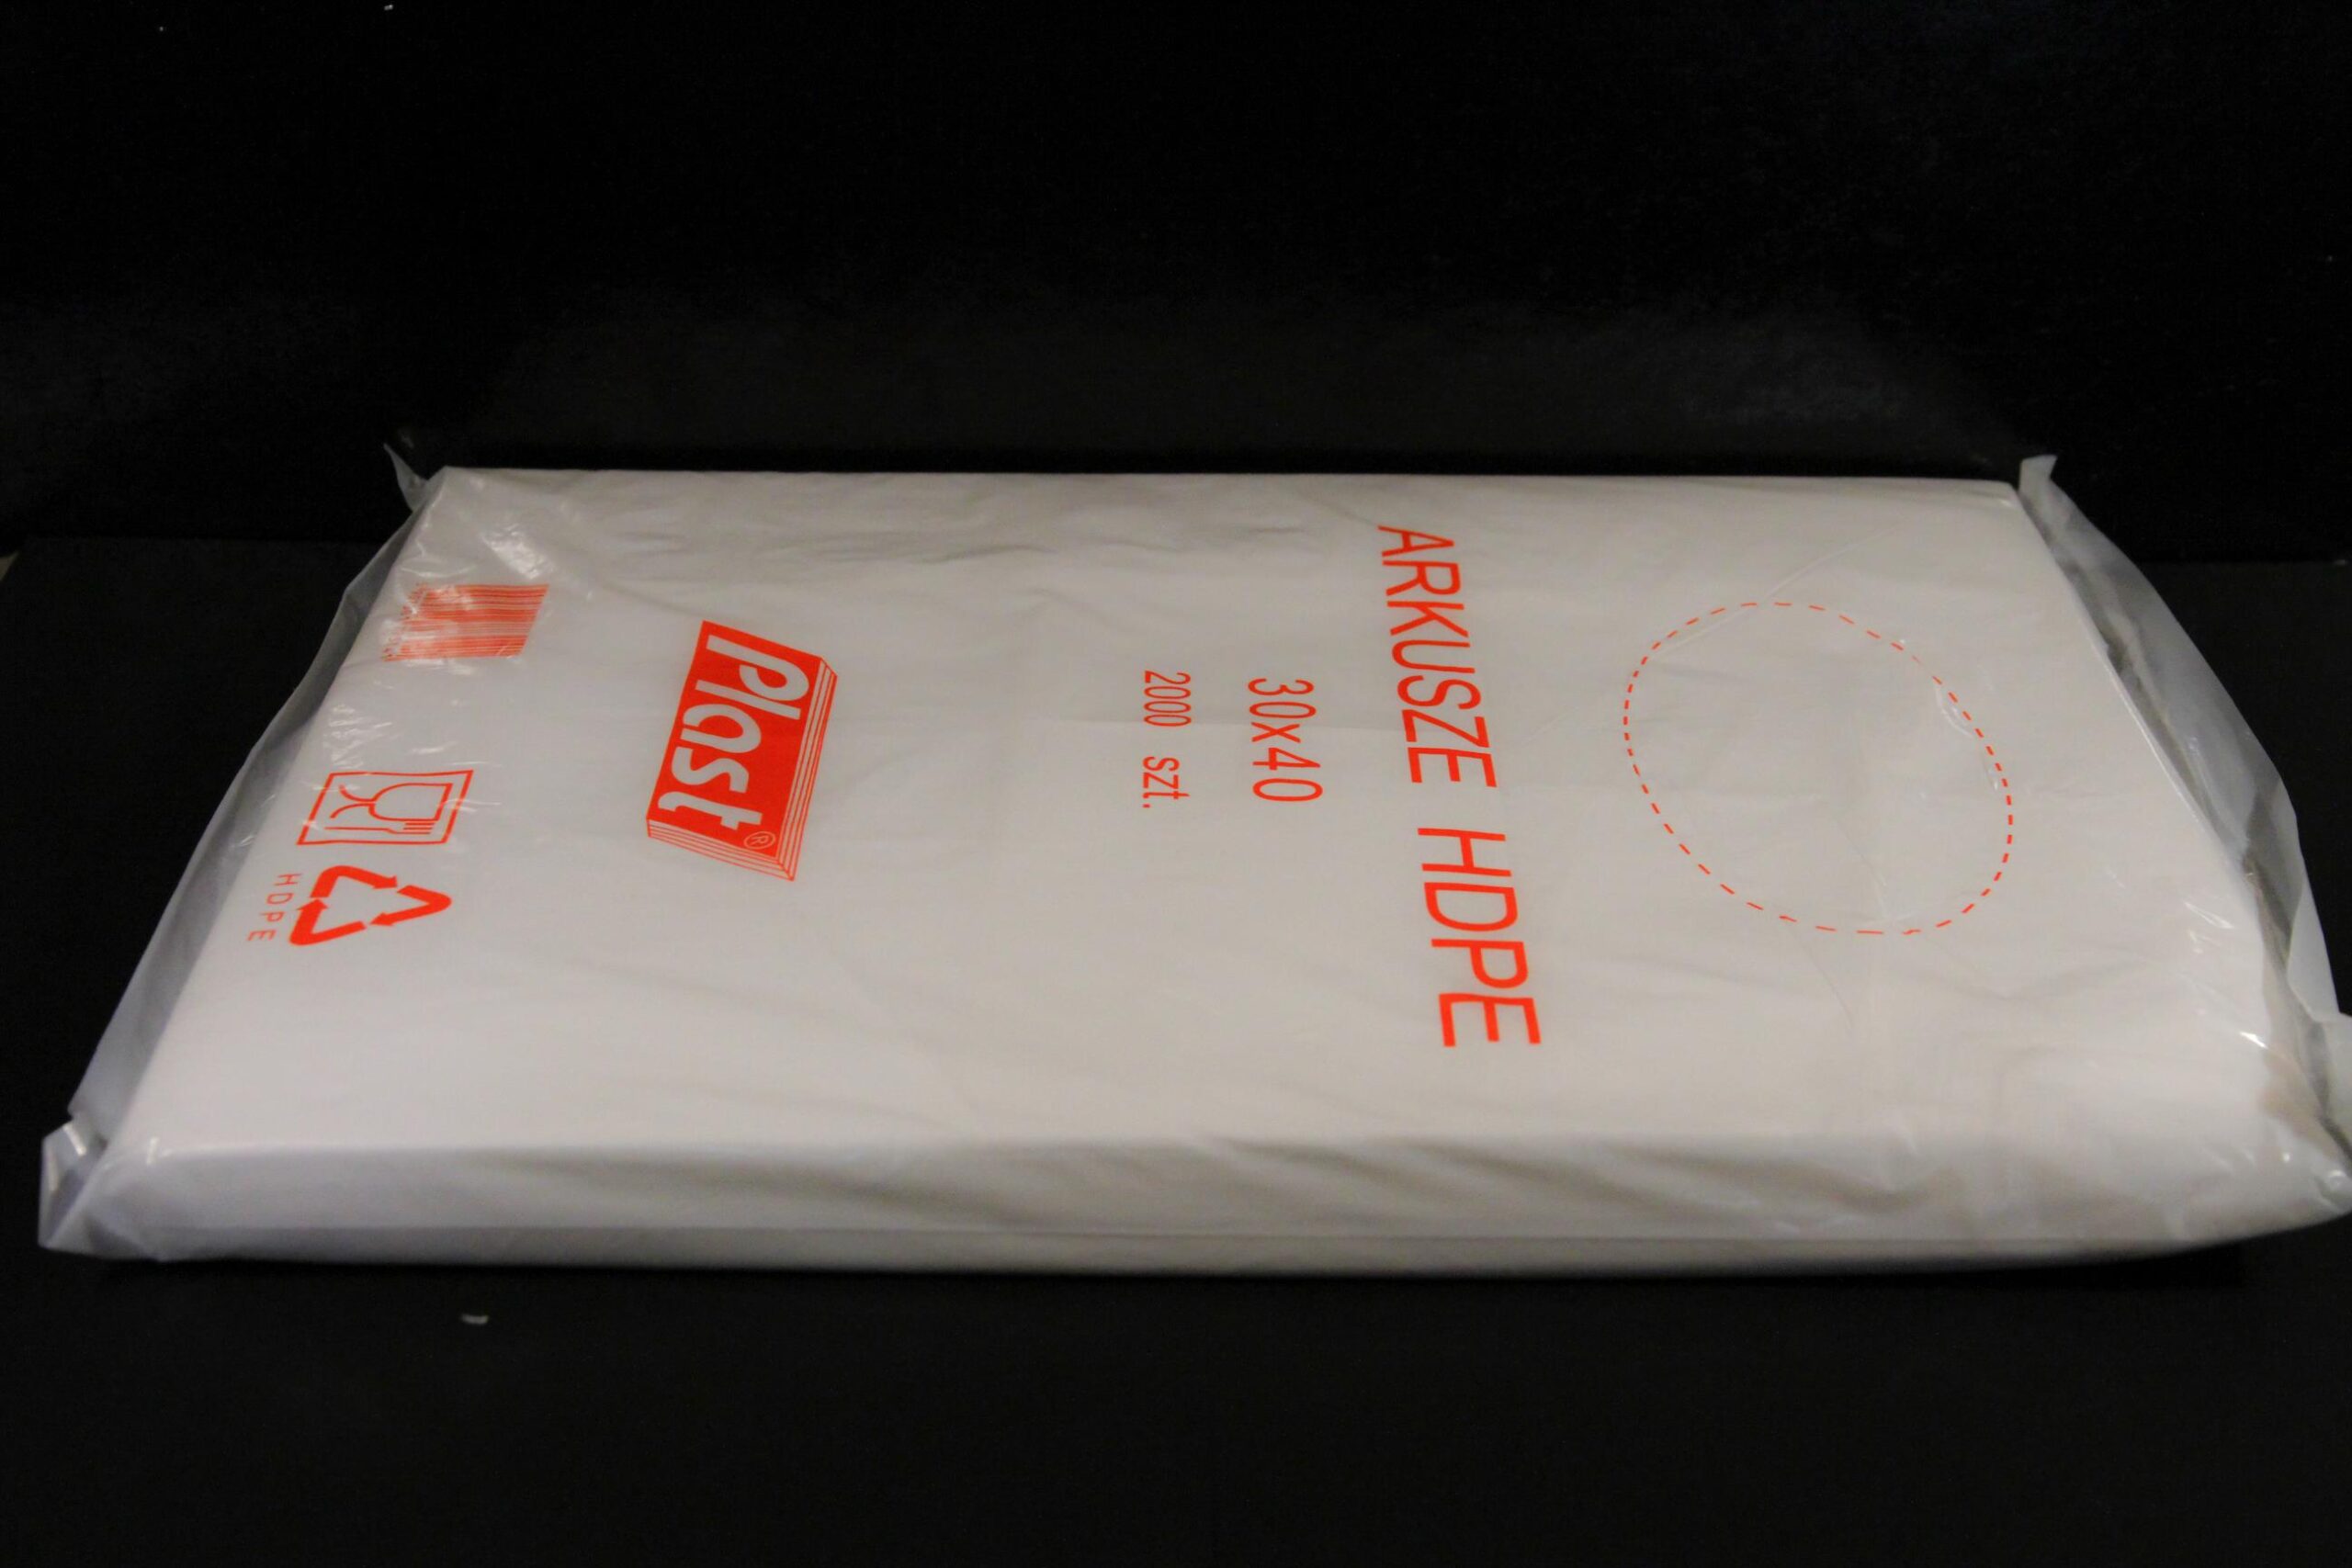 ARKUSZE HDPE
30x40
2000 szt.
Plast®
HDPE